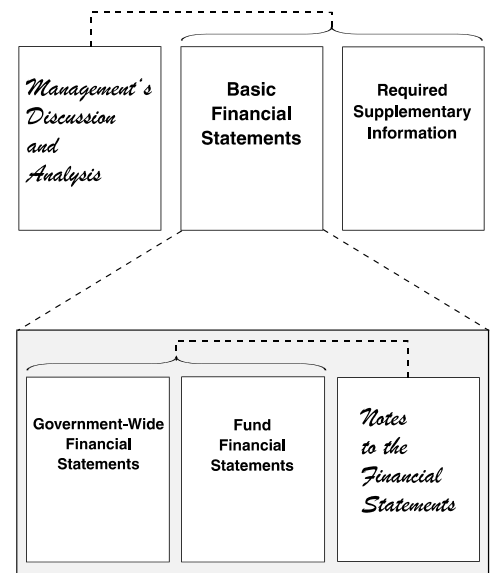 Management's
Discussion
and
Analysis
Basic
Financial
Statements
Required
Supplementary
Information
Government-Wide
Financial
Statements
Fund
Financial
Statements
Notes
to the
Financial
Statements